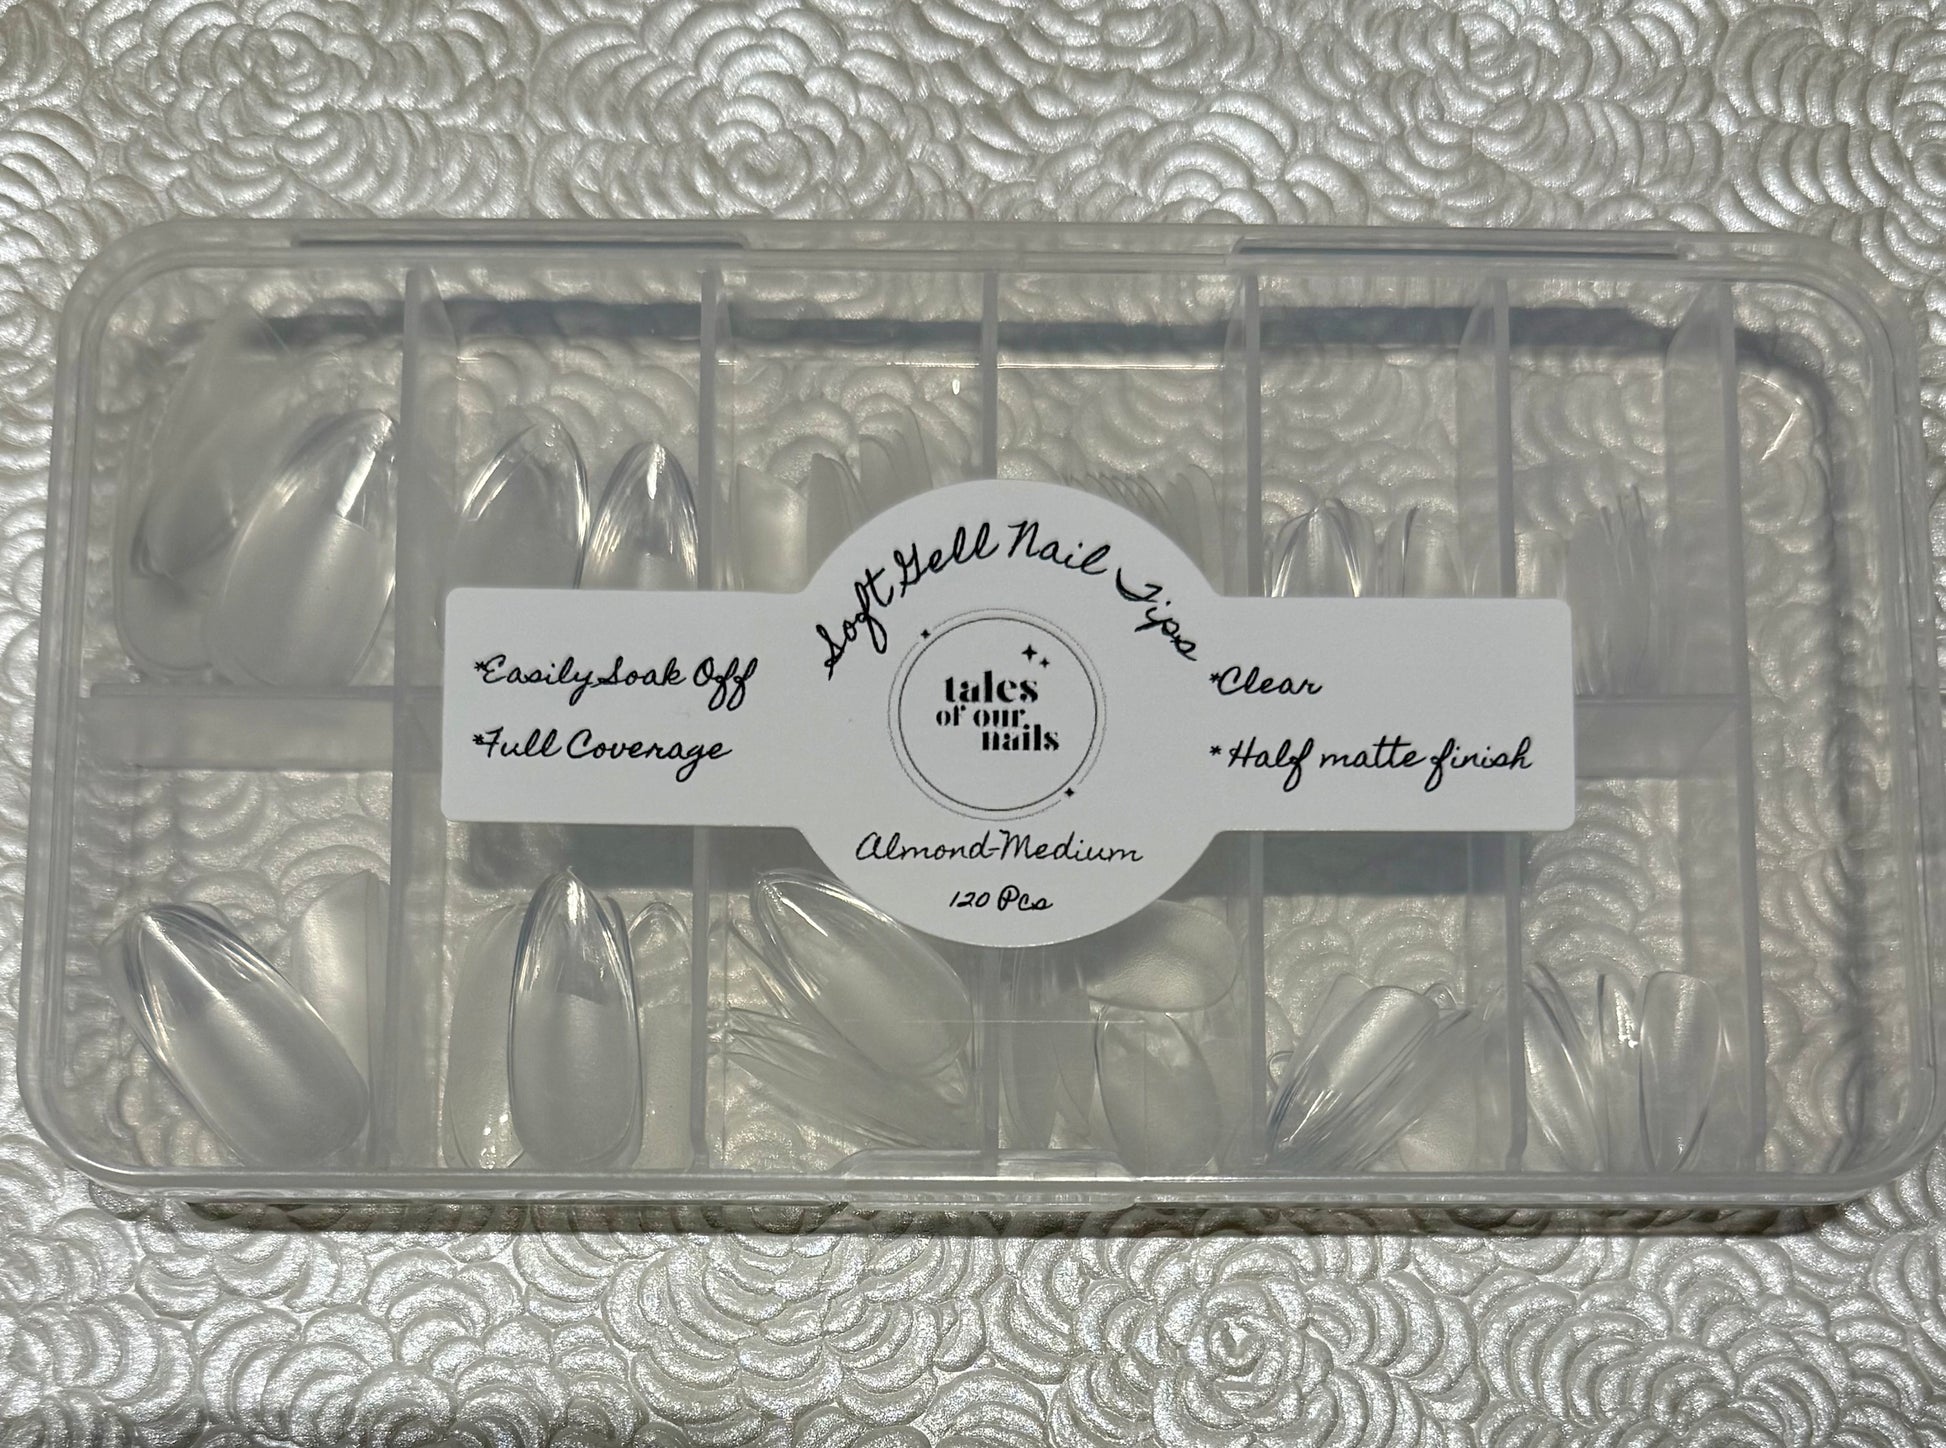 Soft Gell Nail Tips
*Easily Soak Off
*Full Coverage
tales
of our
nails
*Clear
*Half matte finish
Almond-Medium
120 Pcs